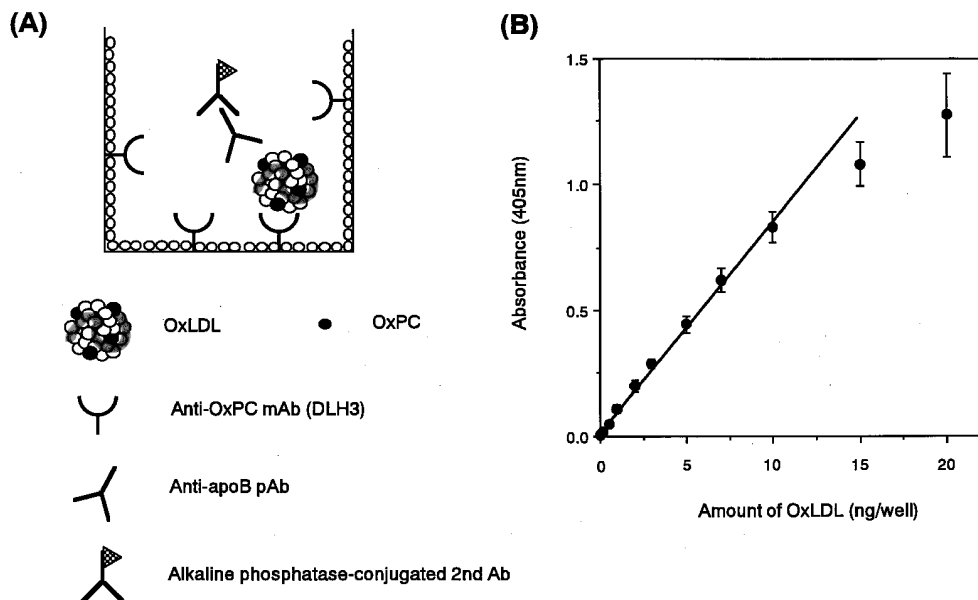 (A)
OxLDL
OxPC
Anti-OxPC mAb (DLH3)
Anti-apoB pAb
Alkaline phosphatase-conjugated 2nd Ab
(B)
1.5
1.0
0.5
0.0
Absorbance (405nm)
0 5 10 15 20
Amount of OxLDL (ng/well)